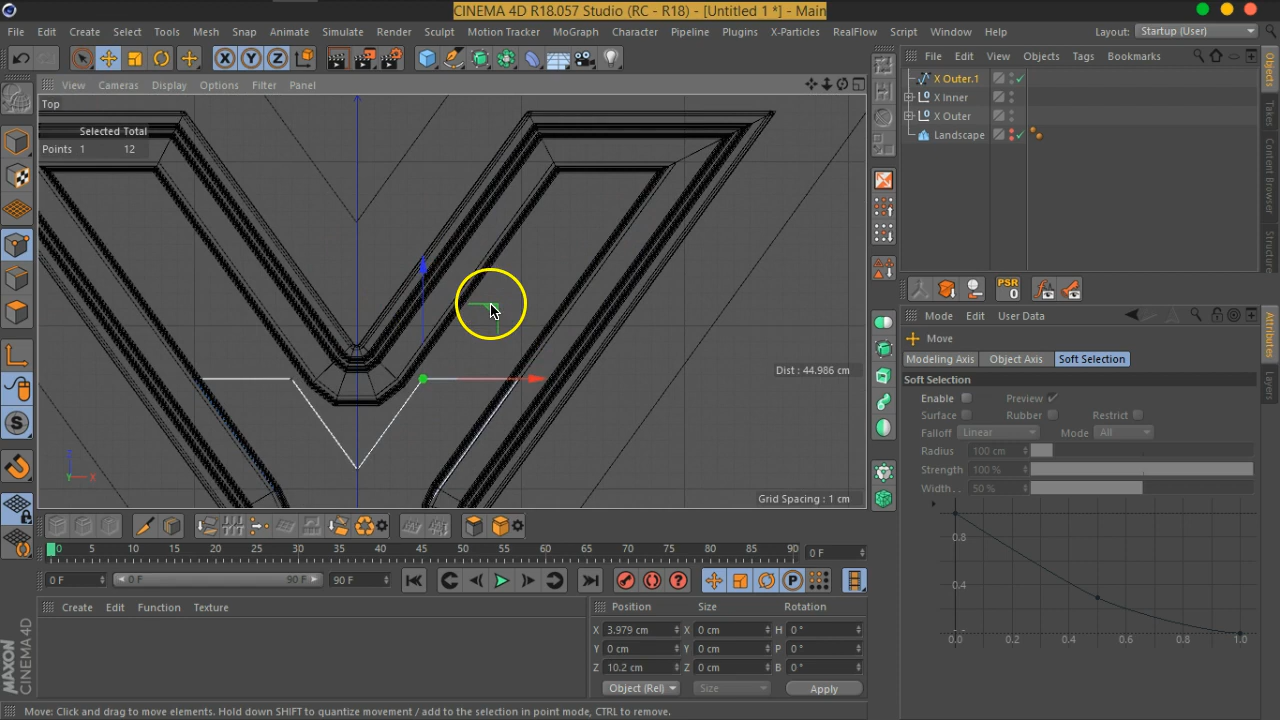 CINEMA 4D R18.057 Studio (RC - R18) - [Untitled 1 *] - Main
File Edit Create Select Tools Mesh Snap Animate Simulate Render Sculpt Motion Tracker MoGraph Character Pipeline Plugins X-Particles RealFlow Script Window Help Layout: Startup (User)
X Y Z
File Edit View Objects Tags Bookmarks
View Cameras Display Options Filter Panel
Top
Selected Total
Points 1 12
X Outer.1
X Inner
X Outer
Landscape
Objects
Takes
Content Browser
Structure
PSR
0
Mode Edit User Data
Move
Modeling Axis Object Axis Soft Selection
Soft Selection
Enable Preview
Surface Rubber Restrict
Falloff Linear Mode All
Radius 100 cm
Strength 100 %
Width . . 50 %
0.8
0.4
0.0 0.2 0.4 0.6 0.8 1.0
Attributes
Layers
Dist : 44.986 cm
Z
Y X
Grid Spacing : 1 cm
0 5 10 15 20 25 30 35 40 45 50 55 60 65 70 75 80 85 90 0 F
0 F 0 F 90 F 90 F
P
Create Edit Function Texture
Position Size Rotation
X 3.979 cm X 0 cm H 0 °
Y 0 cm Y 0 cm P 0 °
Z 10.2 cm Z 0 cm B 0 °
Object (Rel) Size Apply
MAXON
CINEMA 4D
Move: Click and drag to move elements. Hold down SHIFT to quantize movement / add to the selection in point mode, CTRL to remove.